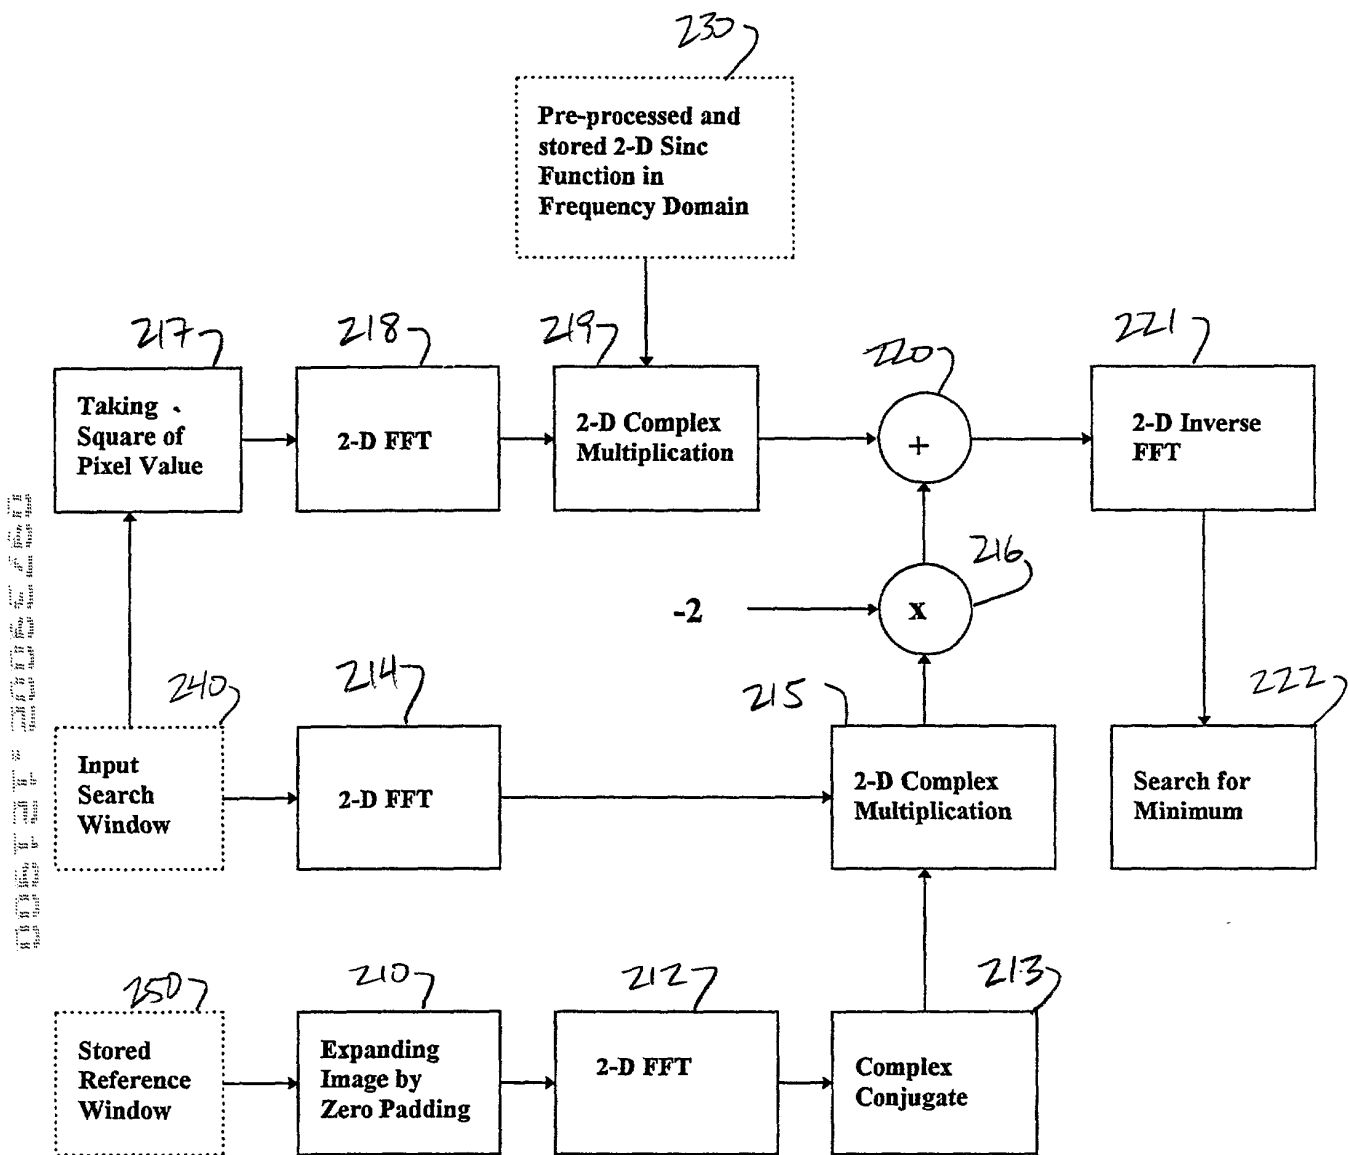 230
Pre-processed and
stored 2-D Sinc
Function in
Frequency Domain
217
218
219
220
221
Taking
Square of
Pixel Value
2-D FFT
2-D Complex
Multiplication
+
2-D Inverse
FFT
216
-2
x
240
214
215
222
Input
Search
Window
2-D FFT
2-D Complex
Multiplication
Search for
Minimum
250
210
212
213
Stored
Reference
Window
Expanding
Image by
Zero Padding
2-D FFT
Complex
Conjugate